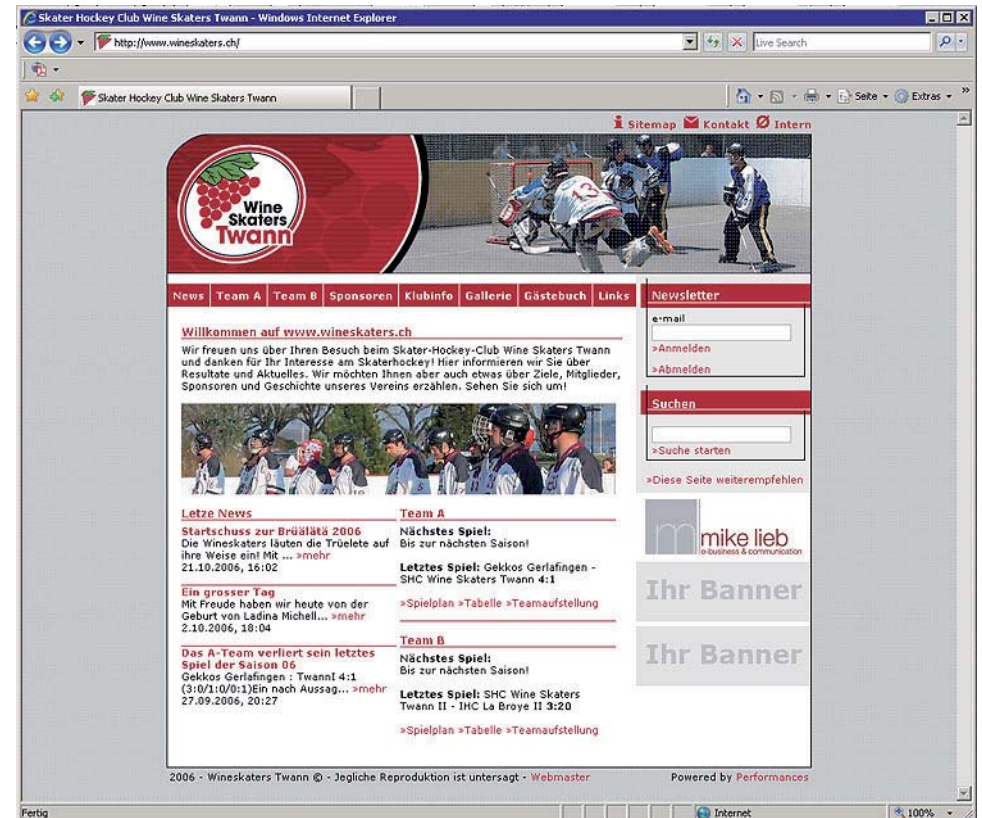 Skater Hockey Club Wine Skaters Twann - Windows Internet Explorer
http://www.wineskaters.ch/
Live Search
Skater Hockey Club Wine Skaters Twann
Seite
Extras
Sitemap Kontakt Intern
Wine
Skaters
Twann
13
News Team A Team B Sponsoren Klubinfo Gallerie Gästebuch Links
Willkommen auf www.wineskaters.ch
Wir freuen uns über Ihren Besuch beim Skater-Hockey-Club Wine Skaters Twann
und danken für Ihr Interesse am Skaterhockey! Hier informieren wir Sie über
Resultate und Aktuelles. Wir möchten Ihnen aber auch etwas über Ziele, Mitglieder,
Sponsoren und Geschichte unseres Vereins erzählen. Sehen Sie sich um!
Letze News
Startschuss zur Brüälätä 2006
Die Wineskaters läuten die Trüelete auf
ihre Weise ein! Mit ... »mehr
21.10.2006, 16:02
Ein grosser Tag
Mit Freude haben wir heute von der
Geburt von Ladina Michell... »mehr
2.10.2006, 18:04
Das A-Team verliert sein letztes
Spiel der Saison 06
Gekkos Gerlafingen : TwannI 4:1
(3:0/1:0/0:1)Ein nach Aussag... »mehr
27.09.2006, 20:27
Team A
Nächstes Spiel:
Bis zur nächsten Saison!
Letztes Spiel: Gekkos Gerlafingen -
SHC Wine Skaters Twann 4:1
»Spielplan »Tabelle »Teamaufstellung
Team B
Nächstes Spiel:
Bis zur nächsten Saison!
Letztes Spiel: SHC Wine Skaters
Twann II - IHC La Broye II 3:20
»Spielplan »Tabelle »Teamaufstellung
Newsletter
e-mail
»Anmelden
»Abmelden
Suchen
»Suche starten
»Diese Seite weiterempfehlen
m
mike lieb
e-business & communication
Ihr Banner
Ihr Banner
2006 - Wineskaters Twann © - Jegliche Reproduktion ist untersagt - Webmaster
Powered by Performances
Fertig
Internet
100%